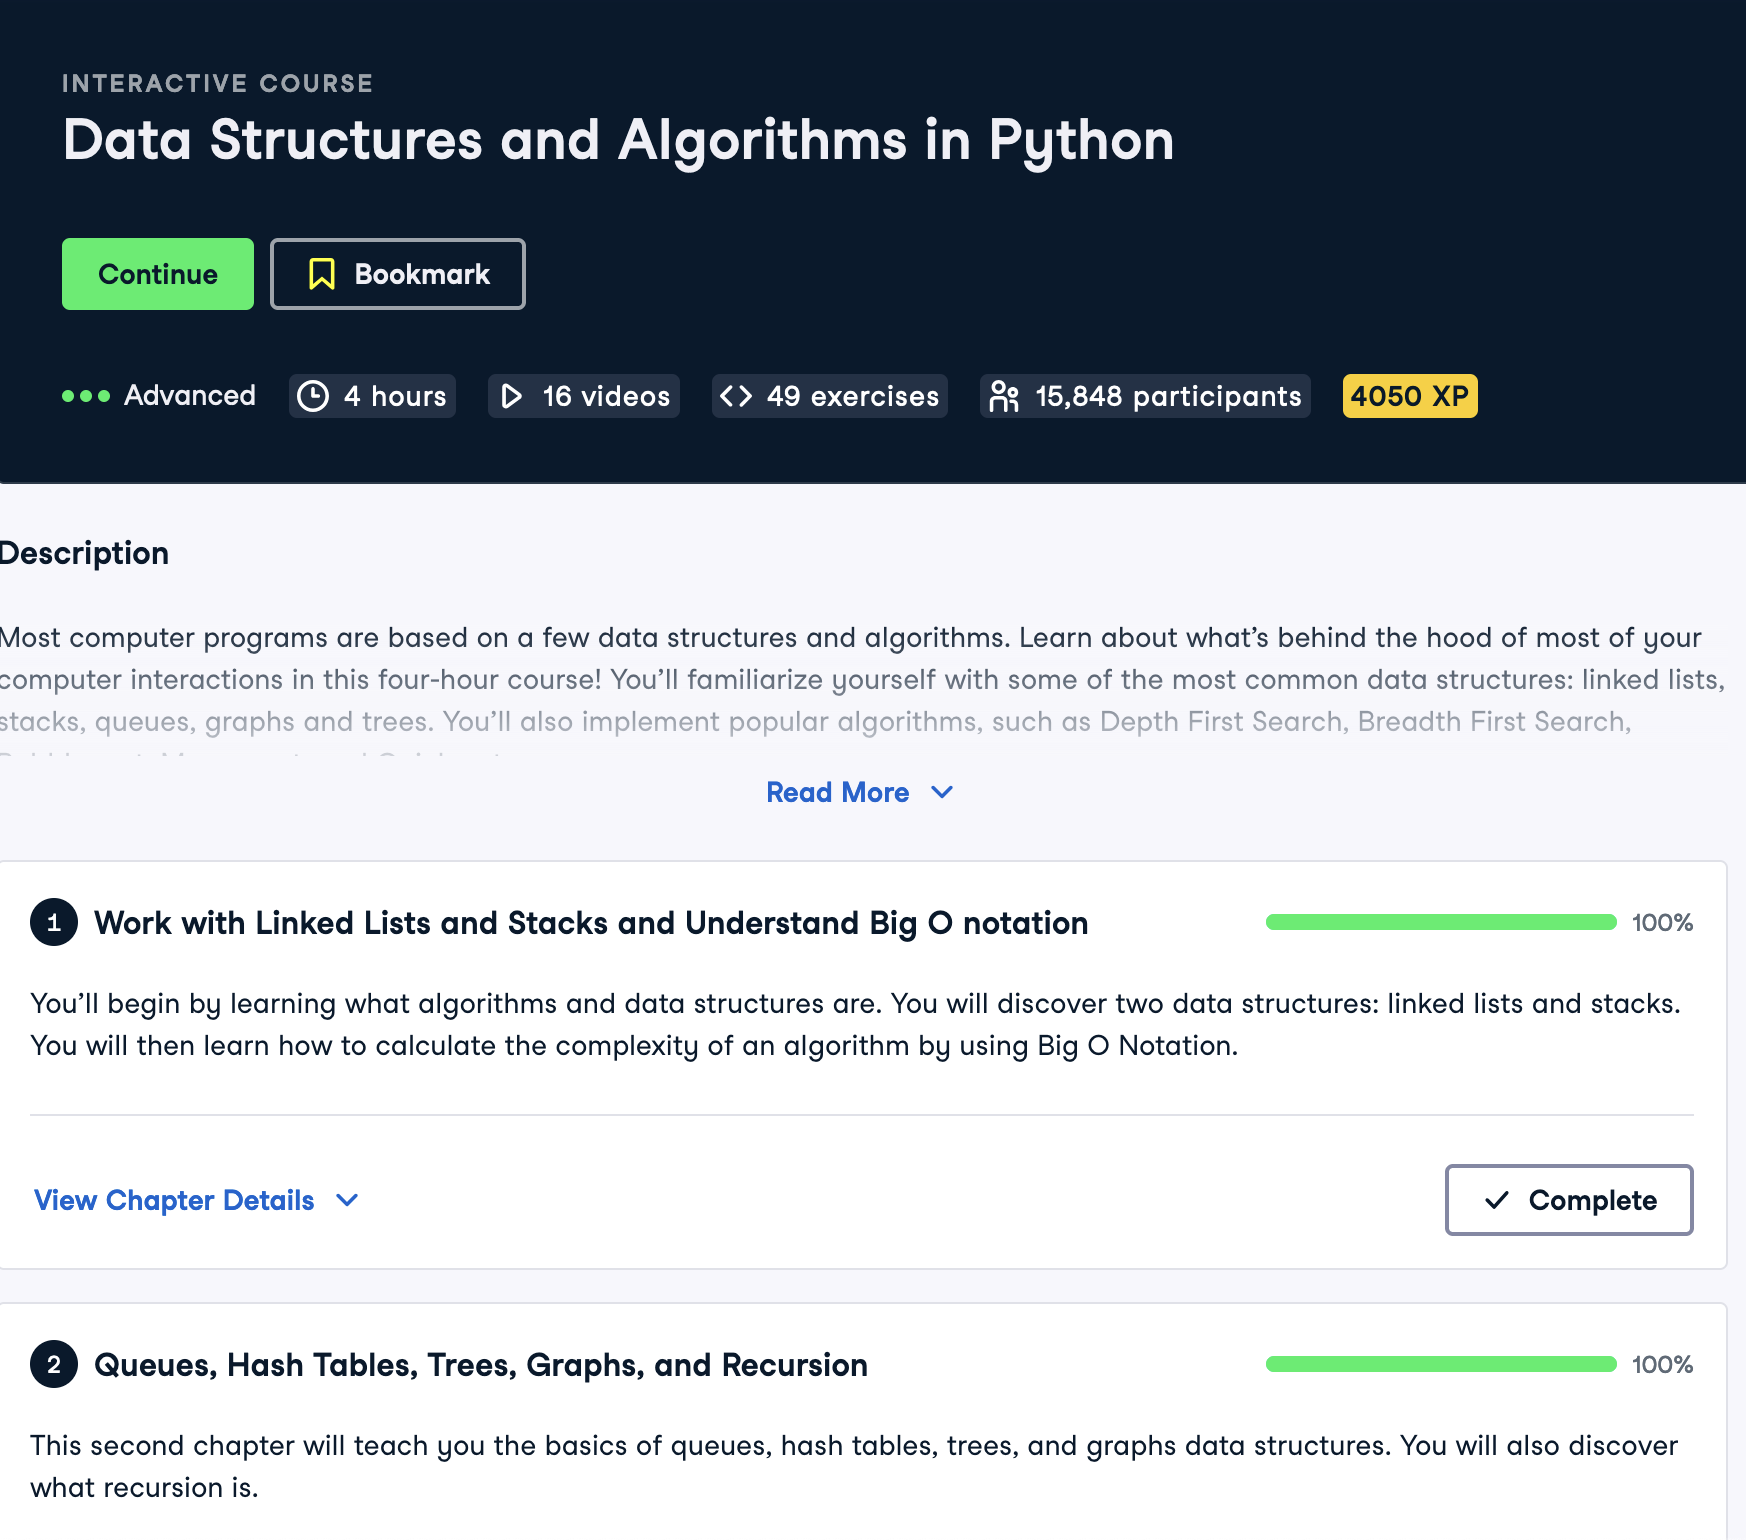 INTERACTIVE COURSE
Data Structures and Algorithms in Python
Continue
Bookmark
Advanced
4 hours
16 videos
49 exercises
15,848 participants
4050 XP
Description
Most computer programs are based on a few data structures and algorithms. Learn about what’s behind the hood of most of your
computer interactions in this four-hour course! You’ll familiarize yourself with some of the most common data structures: linked lists,
stacks, queues, graphs and trees. You’ll also implement popular algorithms, such as Depth First Search, Breadth First Search,
Read More
1 Work with Linked Lists and Stacks and Understand Big O notation
100%
You’ll begin by learning what algorithms and data structures are. You will discover two data structures: linked lists and stacks.
You will then learn how to calculate the complexity of an algorithm by using Big O Notation.
View Chapter Details
Complete
2 Queues, Hash Tables, Trees, Graphs, and Recursion
100%
This second chapter will teach you the basics of queues, hash tables, trees, and graphs data structures. You will also discover
what recursion is.